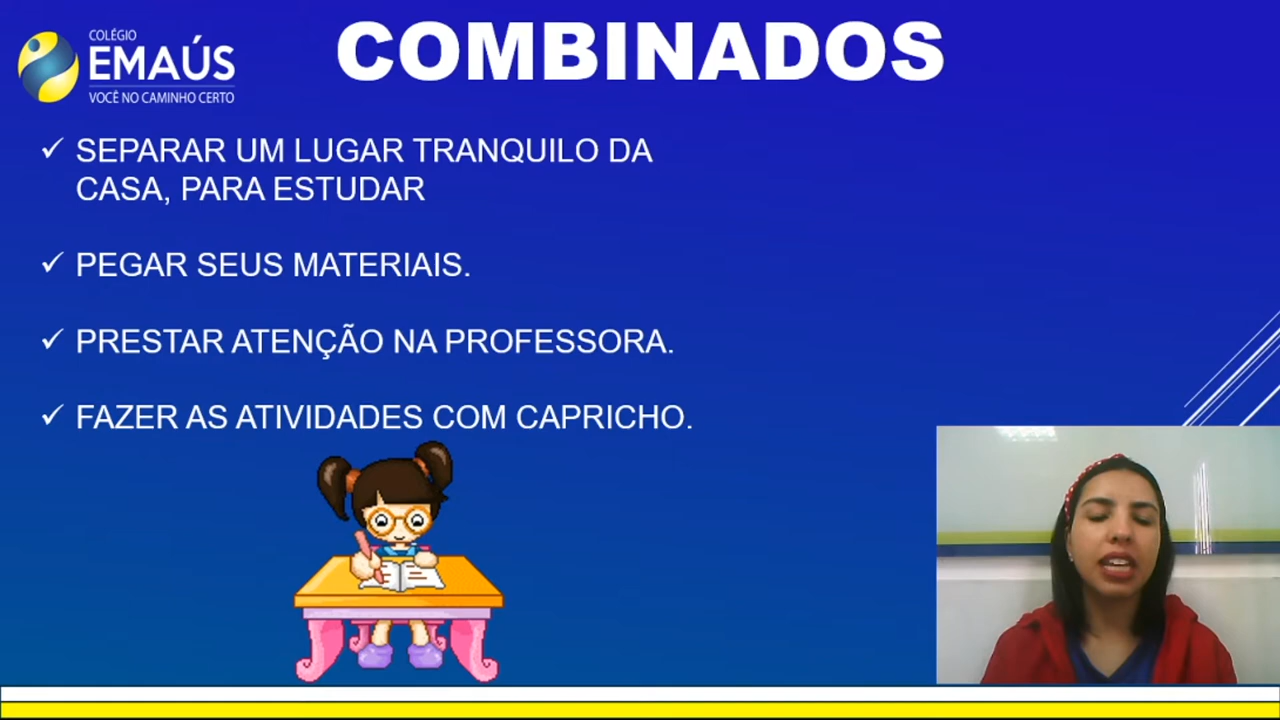 COLÉGIO
EMAÚS
VOCÊ NO CAMINHO CERTO
COMBINADOS
SEPARAR UM LUGAR TRANQUILO DA
CASA, PARA ESTUDAR
PEGAR SEUS MATERIAIS.
PRESTAR ATENÇÃO NA PROFESSORA.
FAZER AS ATIVIDADES COM CAPRICHO.